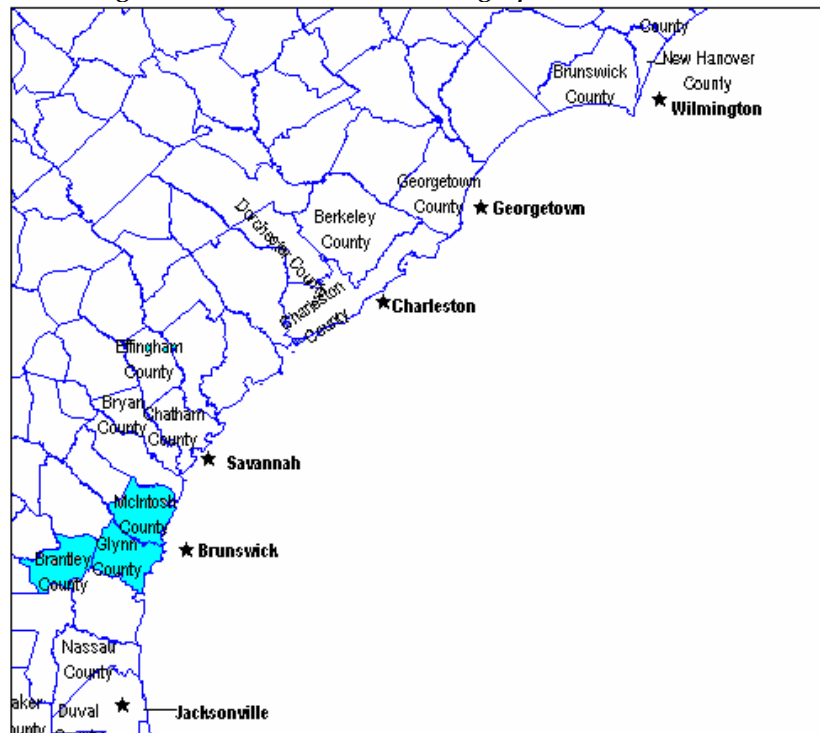 County
New Hanover
County
Brunswick
County
Wilmington
Georgetown
County
Georgetown
Berkeley
County
Dorchester County
Charleston
County
Charleston
Effingham
County
Bryan
County
Chatham
County
Savannah
McIntosh
County
Glynn
County
Brunswick
Brantley
County
Nassau
County
Duval
Jacksonville